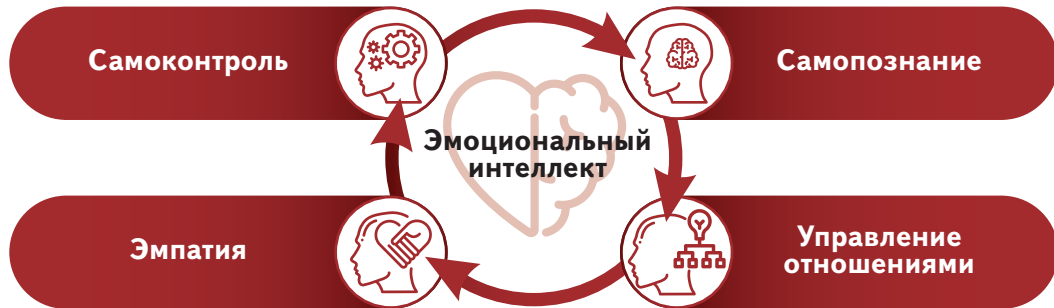 Самоконтроль
Самопознание
Эмоциональный
интеллект
Эмпатия
Управление
отношениями